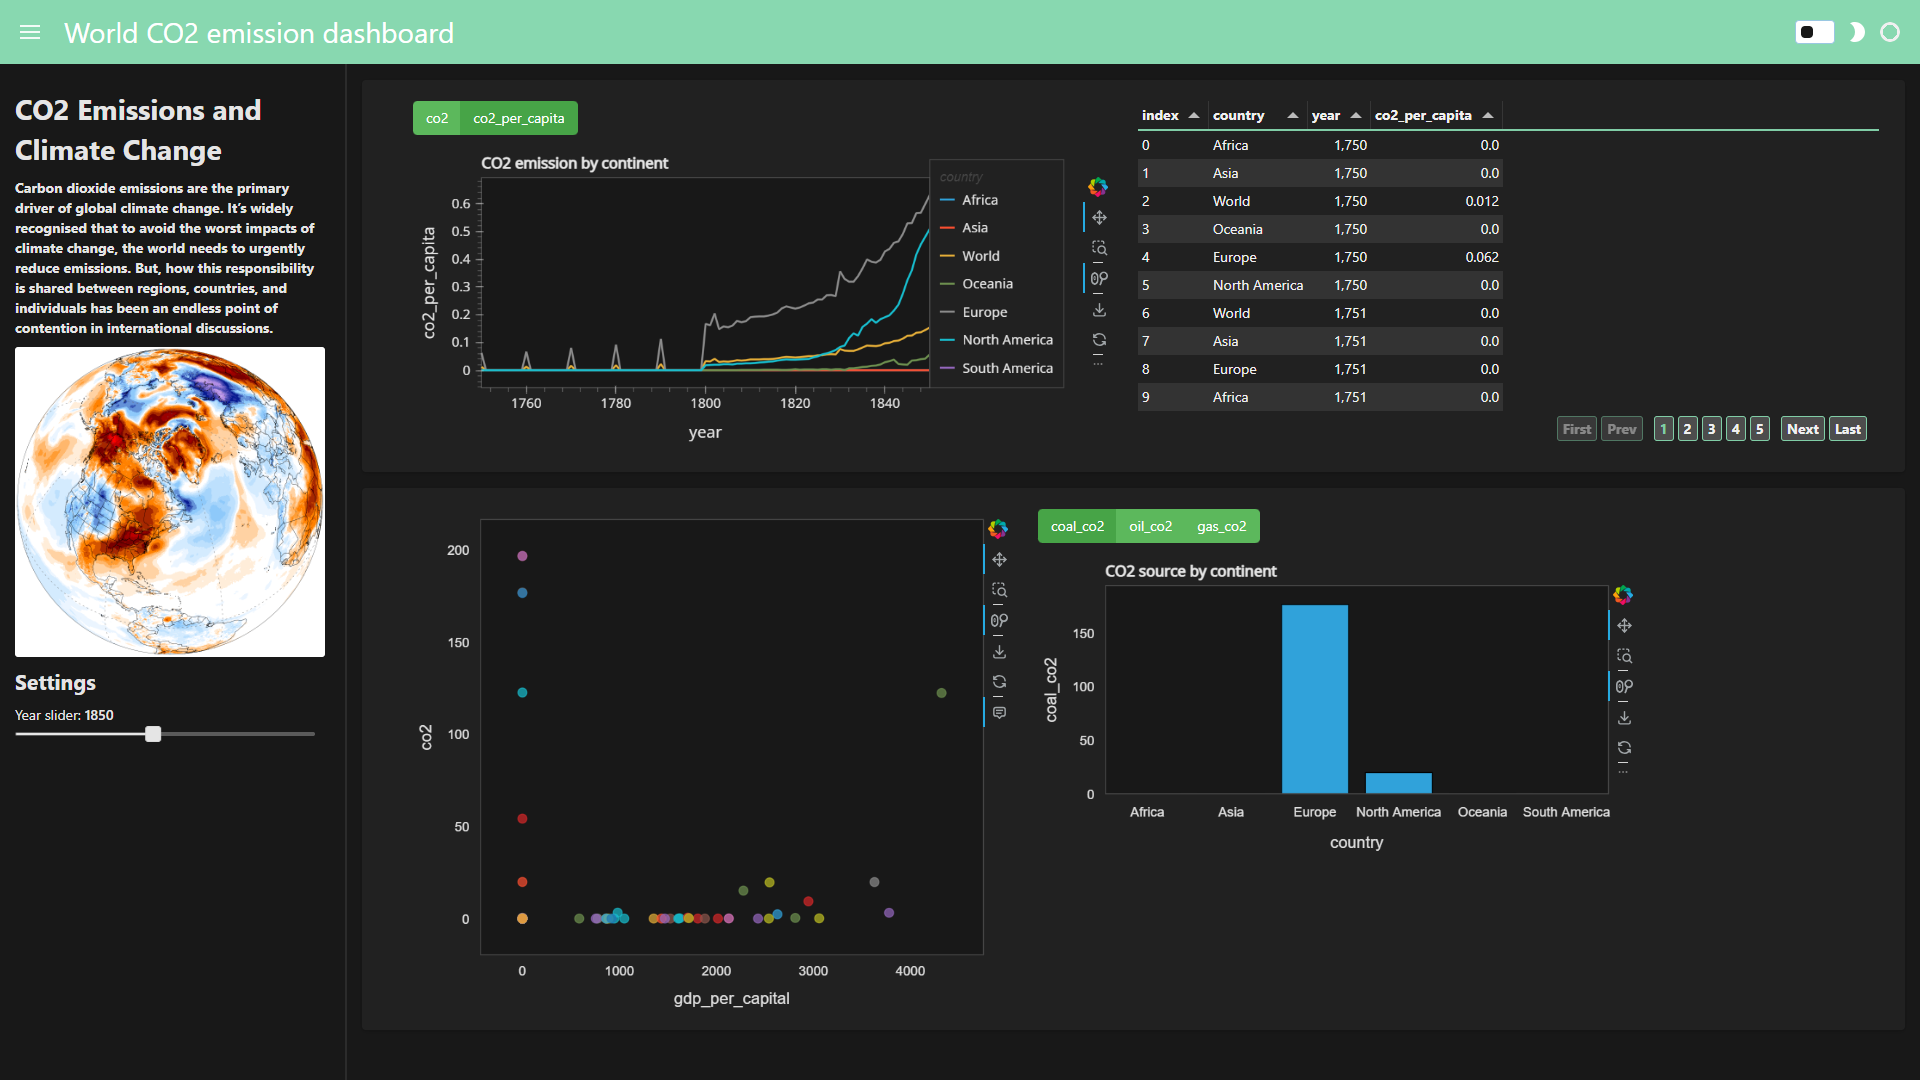 World CO2 emission dashboard
CO2 Emissions and
Climate Change
Carbon dioxide emissions are the primary
driver of global climate change. It’s widely
recognised that to avoid the worst impacts of
climate change, the world needs to urgently
reduce emissions. But, how this responsibility
is shared between regions, countries, and
individuals has been an endless point of
contention in international discussions.
Settings
Year slider: 1850
co2 co2_per_capita
CO2 emission by continent
co2_per_capita
0.6
0.5
0.4
0.3
0.2
0.1
0
1760 1780 1800 1820 1840
year
country
Africa
Asia
World
Oceania
Europe
North America
South America
index country year co2_per_capita
0 Africa 1,750 0.0
1 Asia 1,750 0.0
2 World 1,750 0.012
3 Oceania 1,750 0.0
4 Europe 1,750 0.062
5 North America 1,750 0.0
6 World 1,751 0.0
7 Asia 1,751 0.0
8 Europe 1,751 0.0
9 Africa 1,751 0.0
First Prev 1 2 3 4 5 Next Last
co2
200
150
100
50
0
0 1000 2000 3000 4000
gdp_per_capital
coal_co2 oil_co2 gas_co2
CO2 source by continent
coal_co2
150
100
50
0
Africa Asia Europe North America Oceania South America
country